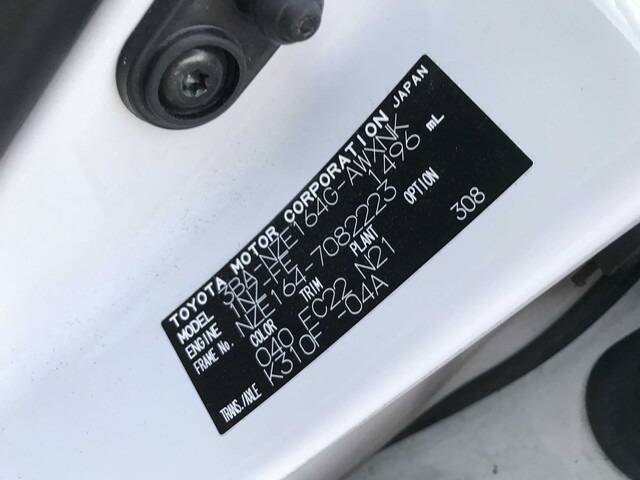 TOYOTA MOTOR CORPORATION JAPAN
MODEL 3BA-NZE164G-AWXNK
ENGINE 1NZ-FE 1496 mL
FRAME No. NZE164-7082223
COLOR TRIM PLANT OPTION
040 FC22 N21 308
TRANS./AXLE K310F -04A